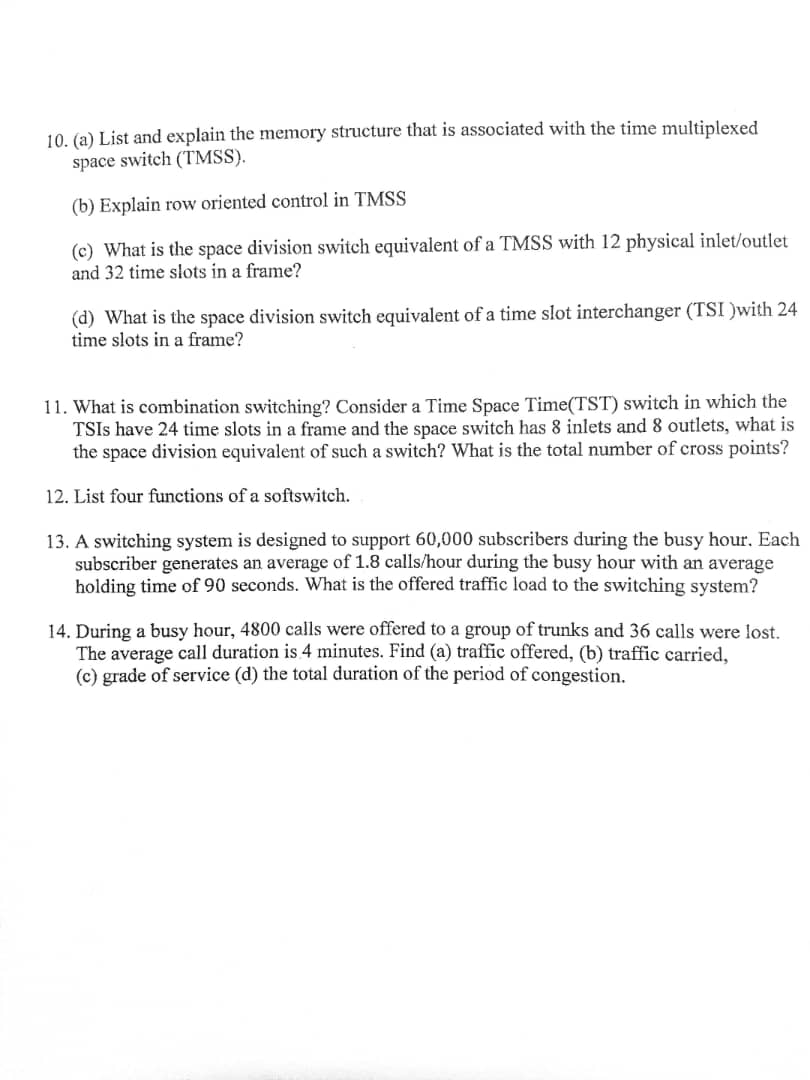 10. (a) List and explain the memory structure that is associated with the time multiplexed
space switch (TMSS).
(b) Explain row oriented control in TMSS
(c) What is the space division switch equivalent of a TMSS with 12 physical inlet/outlet
and 32 time slots in a frame?
(d) What is the space division switch equivalent of a time slot interchanger (TSI )with 24
time slots in a frame?
11. What is combination switching? Consider a Time Space Time(TST) switch in which the
TSIs have 24 time slots in a frame and the space switch has 8 inlets and 8 outlets, what is
the space division equivalent of such a switch? What is the total number of cross points?
12. List four functions of a softswitch.
13. A switching system is designed to support 60,000 subscribers during the busy hour. Each
subscriber generates an average of 1.8 calls/hour during the busy hour with an average
holding time of 90 seconds. What is the offered traffic load to the switching system?
14. During a busy hour, 4800 calls were offered to a group of trunks and 36 calls were lost.
The average call duration is 4 minutes. Find (a) traffic offered, (b) traffic carried,
(c) grade of service (d) the total duration of the period of congestion.